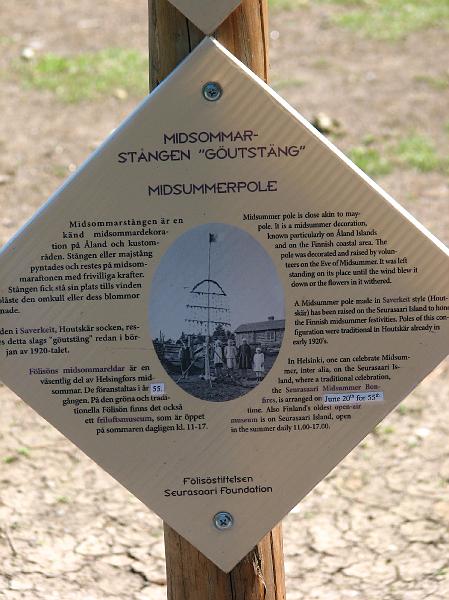 MIDSOMMAR-
STÅNGEN "GÖUTSTÄNG"
MIDSUMMERPOLE
Midsommarstången är en
känd midsommardekora-
tion på Åland och kustom-
råden. Stången eller majstång
pyntades och restes på midsom-
maraftonen med frivilliga krafter.
Stången fick stå sin plats tills vinden
blåste den omkull eller dess blommor
nade.
den i Saverkeit, Houtskär socken, res-
es detta slags "göutstäng" redan i bör-
jan av 1920-talet.
Fölisöns midsommareldar är en
väsentlig del av Helsingfors mid-
sommar. De föranstaltas i år 55.
gången. På den gröna och tradi-
tionella Fölisön finns det också
ett friluftsmuseum, som är öppet
på sommaren dagligen kl. 11-17.
Midsummer pole is close akin to may-
pole. It is a midsummer decoration,
known particularly on Åland Islands
and on the Finnish coastal area. The
pole was decorated and raised by volun-
teers on the Eve of Midsummer. It was left
standing on its place until the wind blew it
down or the flowers in it withered.
A Midsummer pole made in Saverkeit style (Hout-
skär) has been raised on the Seurasaari Island to hono
the Finnish midsummer festivities. Poles of this con-
figuration were traditional in Houtskär already in
early 1920's.
In Helsinki, one can celebrate Midsum-
mer, inter alia, on the Seurasaari Is-
land, where a traditional celebration,
the Seurasaari Midsummer Bon-
fires, is arranged on June 20th for 55st.
time. Also Finland's oldest open-air
museum is on Seurasaari Island, open
in the summer daily 11.00-17.00.
Fölisöstiftelsen
Seurasaari Foundation